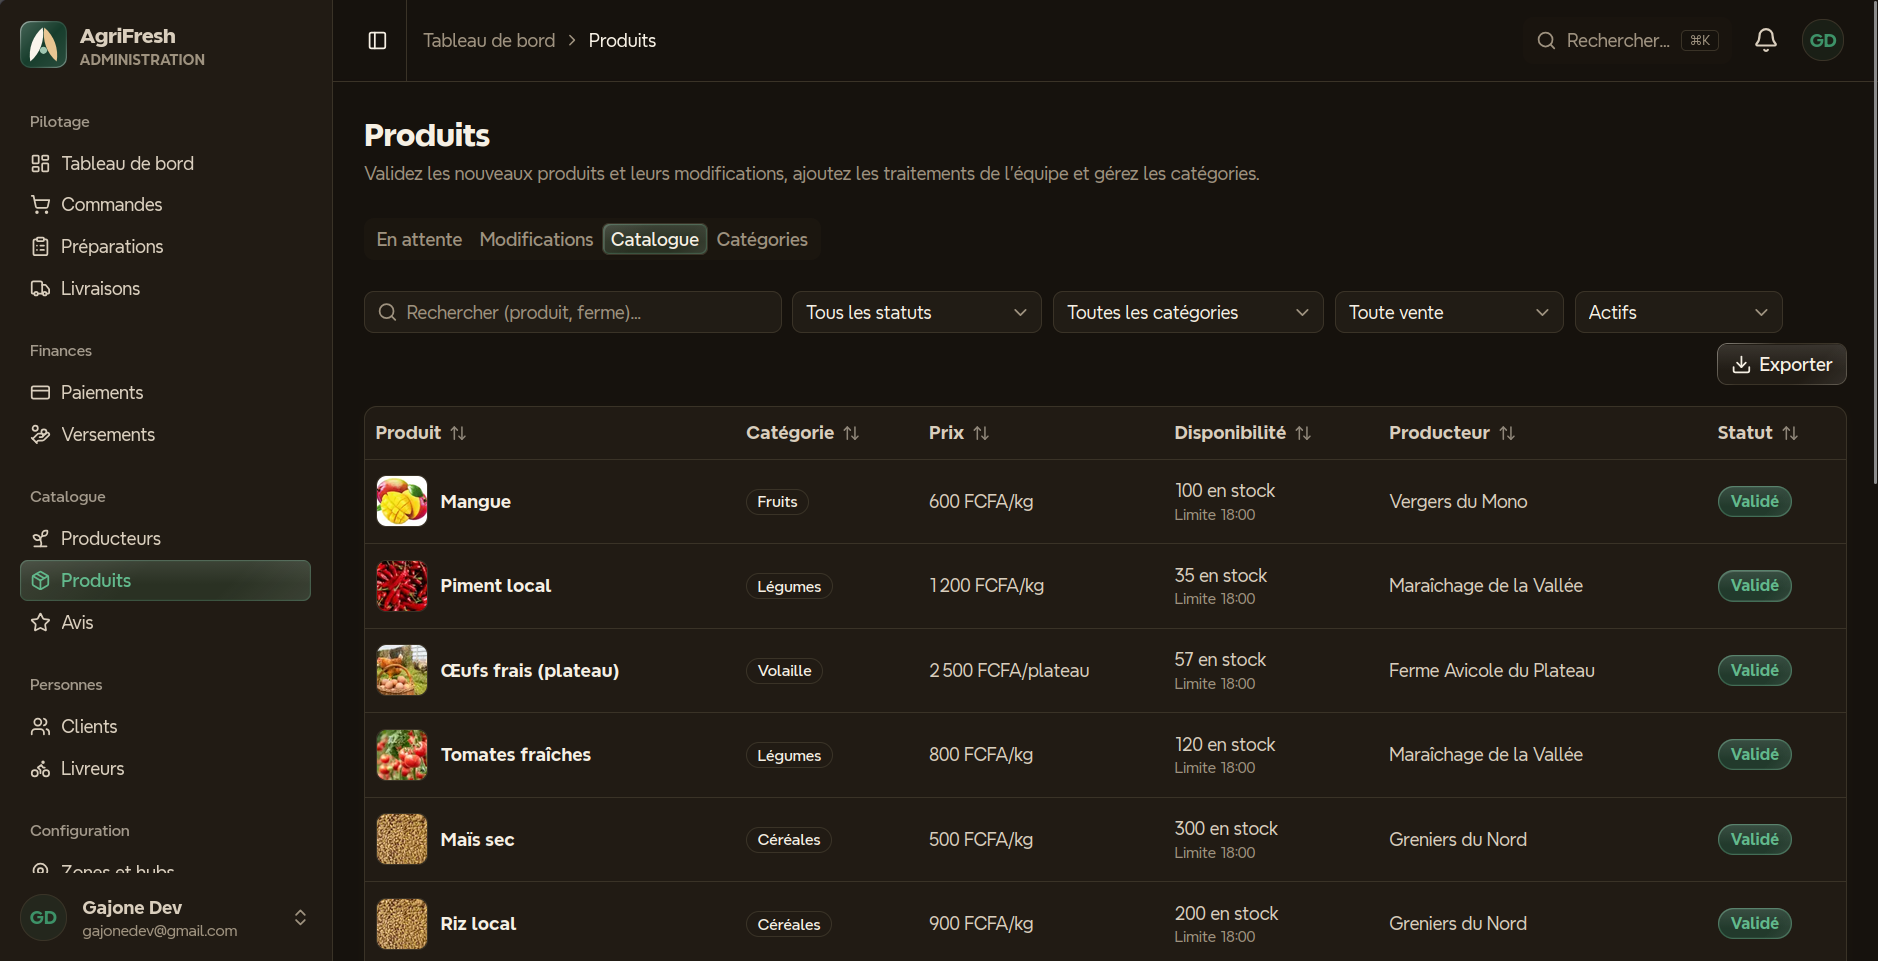 AgriFresh
ADMINISTRATION
Pilotage
Tableau de bord
Commandes
Préparations
Livraisons
Finances
Paiements
Versements
Catalogue
Producteurs
Produits
Avis
Personnes
Clients
Livreurs
Configuration
Zones et hubs
GD
Gajone Dev
gajonedev@gmail.com
Tableau de bord > Produits
Rechercher... ⌘K
GD
Produits
Validez les nouveaux produits et leurs modifications, ajoutez les traitements de l'équipe et gérez les catégories.
En attente Modifications Catalogue Catégories
Rechercher (produit, ferme)... Tous les statuts Toutes les catégories Toute vente Actifs
Exporter
Produit Catégorie Prix Disponibilité Producteur Statut
Mangue Fruits 600 FCFA/kg 100 en stock Vergers du Mono Validé
Limite 18:00
Piment local Légumes 1 200 FCFA/kg 35 en stock Maraîchage de la Vallée Validé
Limite 18:00
Œufs frais (plateau) Volaille 2 500 FCFA/plateau 57 en stock Ferme Avicole du Plateau Validé
Limite 18:00
Tomates fraîches Légumes 800 FCFA/kg 120 en stock Maraîchage de la Vallée Validé
Limite 18:00
Maïs sec Céréales 500 FCFA/kg 300 en stock Greniers du Nord Validé
Limite 18:00
Riz local Céréales 900 FCFA/kg 200 en stock Greniers du Nord Validé
Limite 18:00